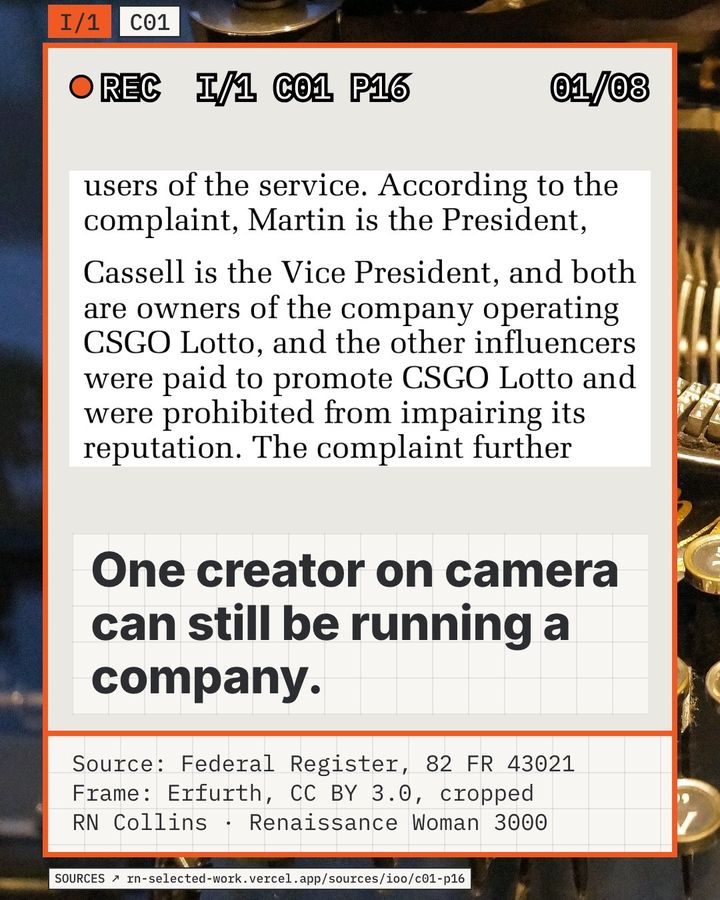 I/1 C01
REC I/1 C01 P16 01/08
users of the service. According to the
complaint, Martin is the President,
Cassell is the Vice President, and both
are owners of the company operating
CSGO Lotto, and the other influencers
were paid to promote CSGO Lotto and
were prohibited from impairing its
reputation. The complaint further
One creator on camera
can still be running a
company.
Source: Federal Register, 82 FR 43021
Frame: Erfurth, CC BY 3.0, cropped
RN Collins · Renaissance Woman 3000
SOURCES ↗ rn-selected-work.vercel.app/sources/ioo/c01-p16